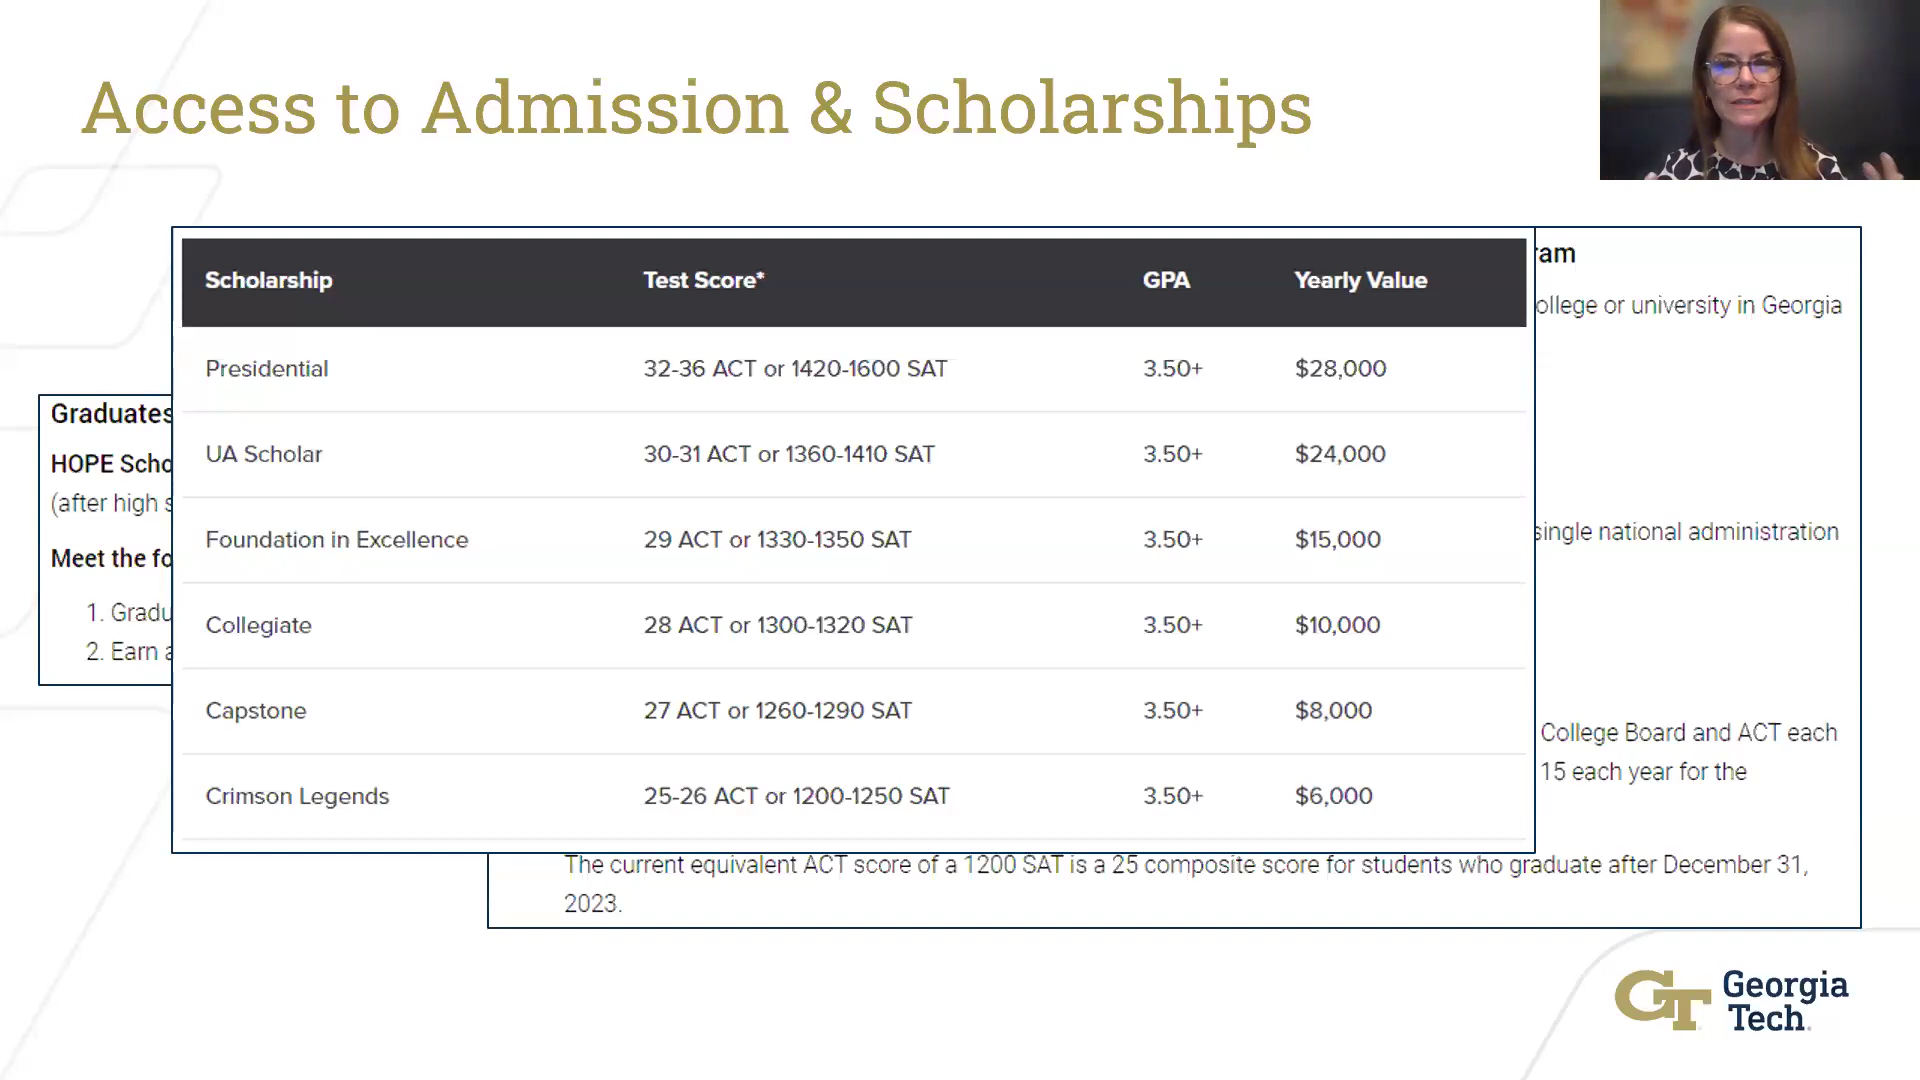 Access to Admission & Scholarships
Scholarship Test Score* GPA Yearly Value
Presidential 32-36 ACT or 1420-1600 SAT 3.50+ $28,000
UA Scholar 30-31 ACT or 1360-1410 SAT 3.50+ $24,000
Foundation in Excellence 29 ACT or 1330-1350 SAT 3.50+ $15,000
Collegiate 28 ACT or 1300-1320 SAT 3.50+ $10,000
Capstone 27 ACT or 1260-1290 SAT 3.50+ $8,000
Crimson Legends 25-26 ACT or 1200-1250 SAT 3.50+ $6,000
Graduates
HOPE Scho
(after high s
Meet the fo
1. Gradu
2. Earn a
ram
ollege or university in Georgia
single national administration
College Board and ACT each
15 each year for the
The current equivalent ACT score of a 1200 SAT is a 25 composite score for students who graduate after December 31,
2023.
GT
Georgia
Tech